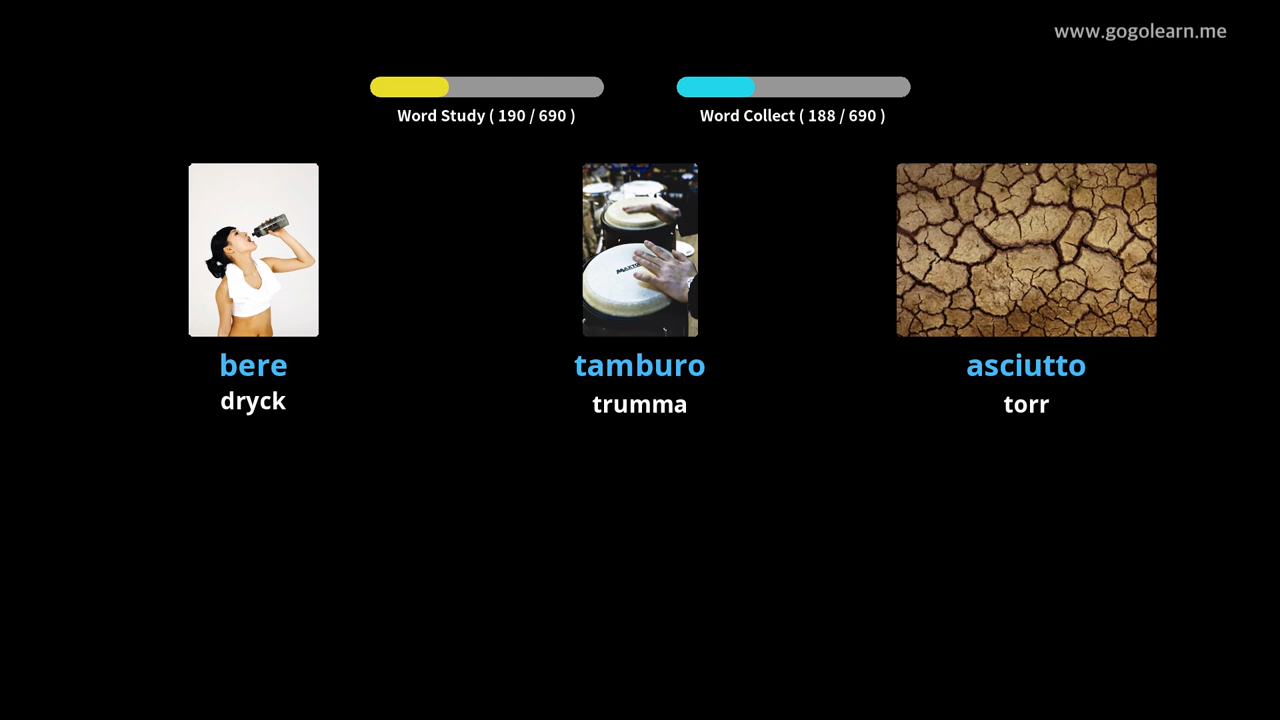 www.gogolearn.me
Word Study ( 190 / 690 )
Word Collect ( 188 / 690 )
bere
dryck
tamburo
trumma
asciutto
torr